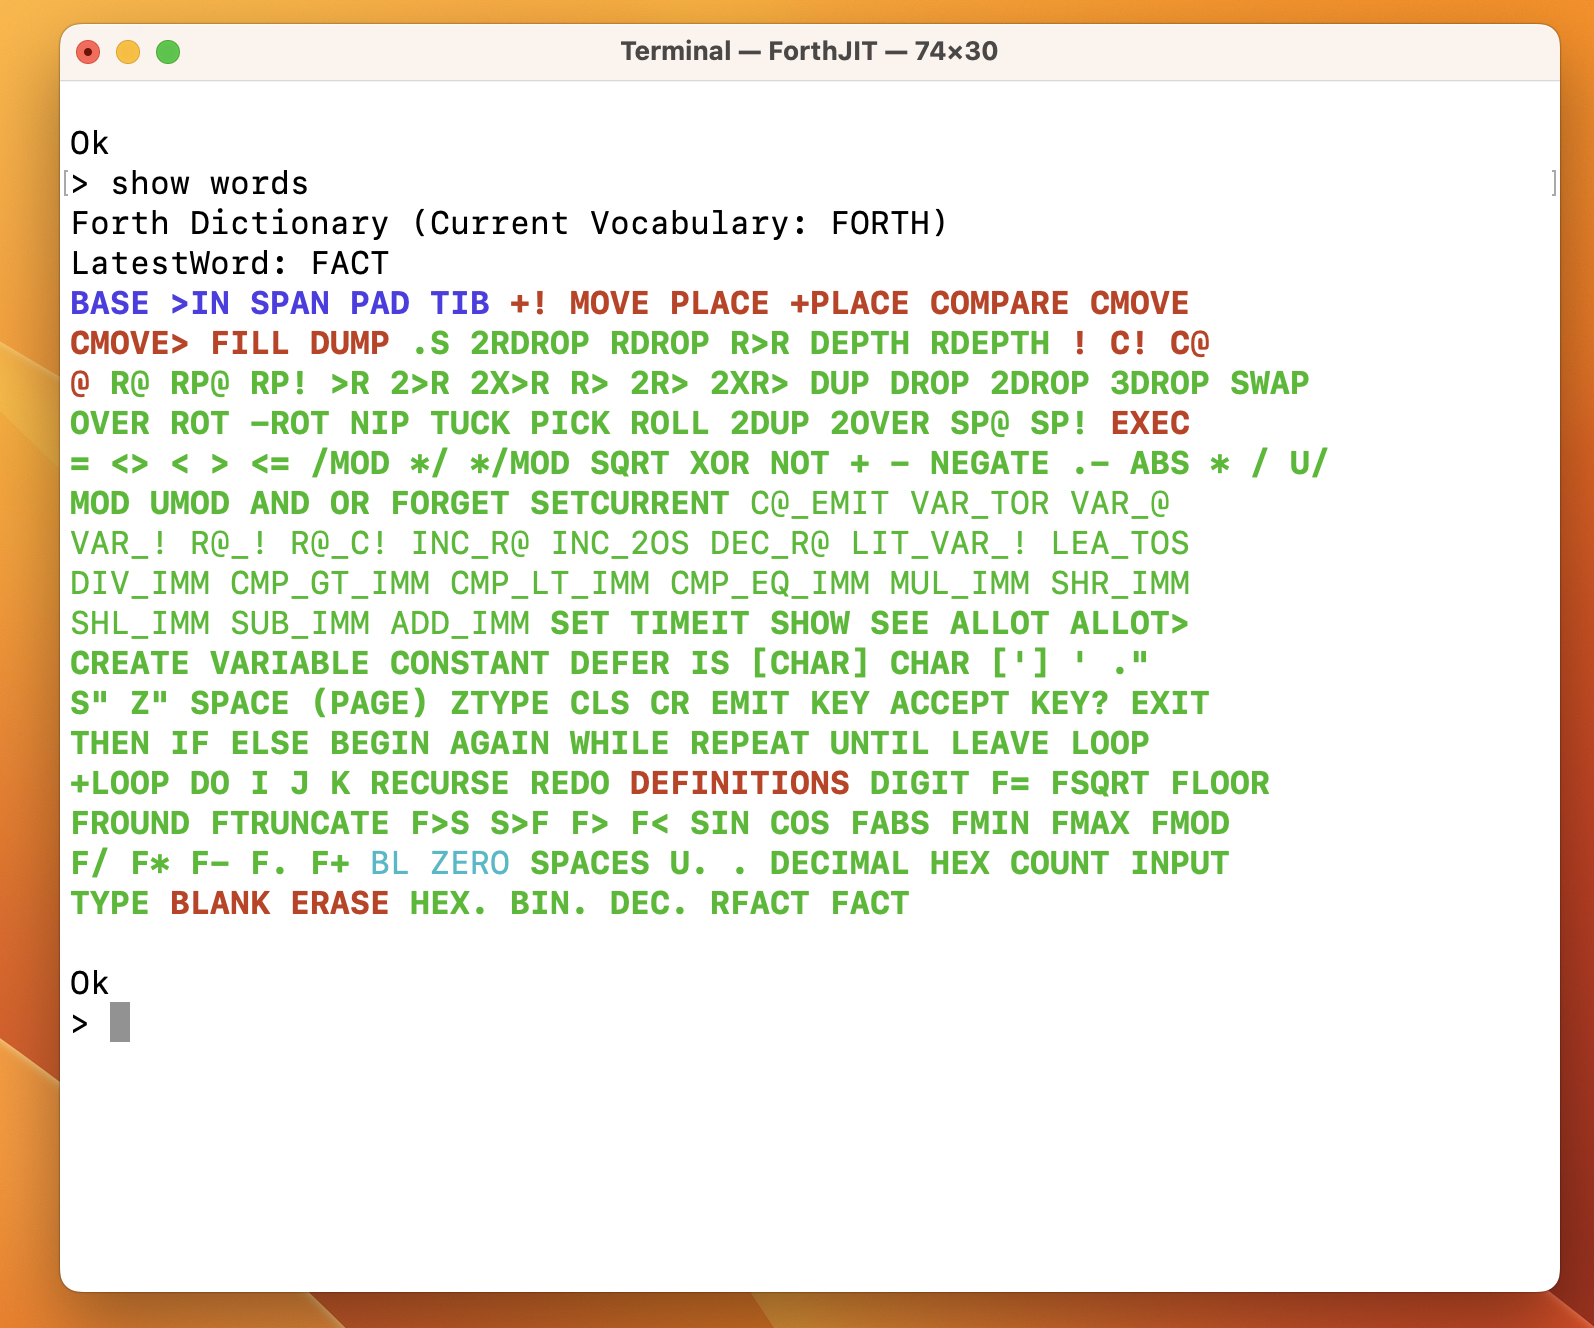 Terminal — ForthJIT — 74×30
Ok
> show words
Forth Dictionary (Current Vocabulary: FORTH)
LatestWord: FACT
BASE >IN SPAN PAD TIB +! MOVE PLACE +PLACE COMPARE CMOVE
CMOVE> FILL DUMP .S 2RDROP RDROP R>R DEPTH RDEPTH ! C! C@
@ R@ RP@ RP! >R 2>R 2X>R R> 2R> 2XR> DUP DROP 2DROP 3DROP SWAP
OVER ROT -ROT NIP TUCK PICK ROLL 2DUP 2OVER SP@ SP! EXEC
= <> < > <= /MOD */ */MOD SQRT XOR NOT + - NEGATE .- ABS * / U/
MOD UMOD AND OR FORGET SETCURRENT C@_EMIT VAR_TOR VAR_@
VAR_! R@_! R@_C! INC_R@ INC_2OS DEC_R@ LIT_VAR_! LEA_TOS
DIV_IMM CMP_GT_IMM CMP_LT_IMM CMP_EQ_IMM MUL_IMM SHR_IMM
SHL_IMM SUB_IMM ADD_IMM SET TIMEIT SHOW SEE ALLOT ALLOT>
CREATE VARIABLE CONSTANT DEFER IS [CHAR] CHAR ['] ' ."
S" Z" SPACE (PAGE) ZTYPE CLS CR EMIT KEY ACCEPT KEY? EXIT
THEN IF ELSE BEGIN AGAIN WHILE REPEAT UNTIL LEAVE LOOP
+LOOP DO I J K RECURSE REDO DEFINITIONS DIGIT F= FSQRT FLOOR
FROUND FTRUNCATE F>S S>F F> F< SIN COS FABS FMIN FMAX FMOD
F/ F* F- F. F+ BL ZERO SPACES U. . DECIMAL HEX COUNT INPUT
TYPE BLANK ERASE HEX. BIN. DEC. RFACT FACT
Ok
>